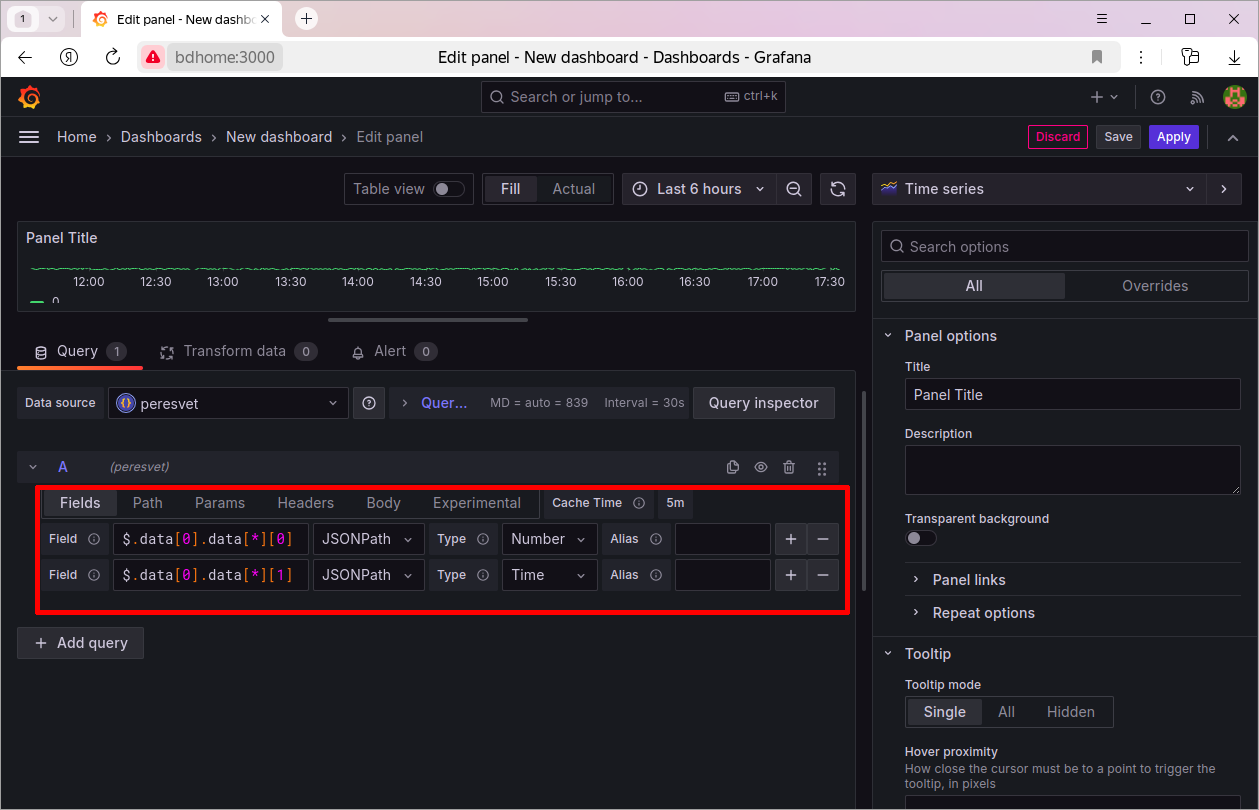 1
Edit panel - New dashbo
bdhome:3000
Edit panel - New dashboard - Dashboards - Grafana
Search or jump to...
ctrl+k
Home › Dashboards › New dashboard › Edit panel
Discard
Save
Apply
Table view
Fill
Actual
Last 6 hours
Time series
Panel Title
12:00 12:30 13:00 13:30 14:00 14:30 15:00 15:30 16:00 16:30 17:00 17:30
0
Search options
All
Overrides
Query 1
Transform data 0
Alert 0
Data source
peresvet
Quer...
MD = auto = 839
Interval = 30s
Query inspector
A
(peresvet)
Fields
Path
Params
Headers
Body
Experimental
Cache Time
5m
Field $.data[0].data[*][0] JSONPath Type Number Alias + −
Field $.data[0].data[*][1] JSONPath Type Time Alias + −
+ Add query
Panel options
Title
Panel Title
Description
Transparent background
Panel links
Repeat options
Tooltip
Tooltip mode
Single
All
Hidden
Hover proximity
How close the cursor must be to a point to trigger the
tooltip, in pixels